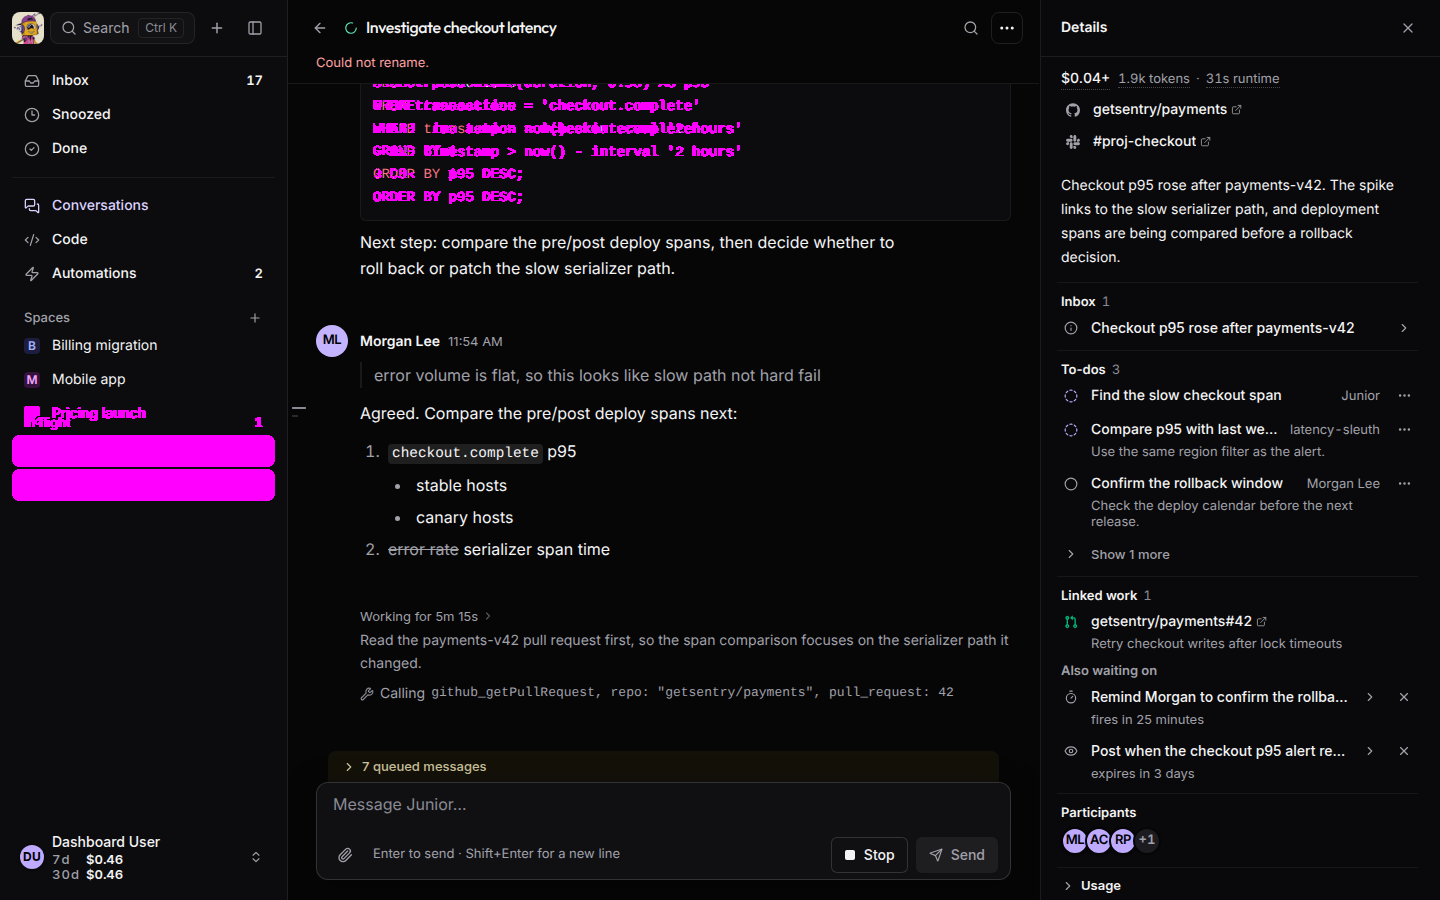 Search Ctrl K
Inbox 17
Snoozed
Done
Conversations
Code
Automations 2
Spaces
B Billing migration
M Mobile app
Pricing launch
1
DU Dashboard User
7d $0.46
30d $0.46
Investigate checkout latency
Could not rename.
= 'checkout.complete'
GROUP BY timestamp > now() - interval '2 hours'
ORDER BY p95 DESC;
ORDER BY p95 DESC;
Next step: compare the pre/post deploy spans, then decide whether to
roll back or patch the slow serializer path.
ML Morgan Lee 11:54 AM
error volume is flat, so this looks like slow path not hard fail
Agreed. Compare the pre/post deploy spans next:
1. checkout.complete p95
• stable hosts
• canary hosts
2. error rate serializer span time
Working for 5m 15s
Read the payments-v42 pull request first, so the span comparison focuses on the serializer path it
changed.
Calling github_getPullRequest, repo: "getsentry/payments", pull_request: 42
7 queued messages
Message Junior...
Enter to send · Shift+Enter for a new line
Stop
Send
Details
$0.04+ 1.9k tokens · 31s runtime
getsentry/payments
#proj-checkout
Checkout p95 rose after payments-v42. The spike
links to the slow serializer path, and deployment
spans are being compared before a rollback
decision.
Inbox 1
Checkout p95 rose after payments-v42
To-dos 3
Find the slow checkout span Junior
Compare p95 with last we... latency-sleuth
Use the same region filter as the alert.
Confirm the rollback window Morgan Lee
Check the deploy calendar before the next
release.
Show 1 more
Linked work 1
getsentry/payments#42
Retry checkout writes after lock timeouts
Also waiting on
Remind Morgan to confirm the rollba...
fires in 25 minutes
Post when the checkout p95 alert re...
expires in 3 days
Participants
ML AC RP +1
Usage